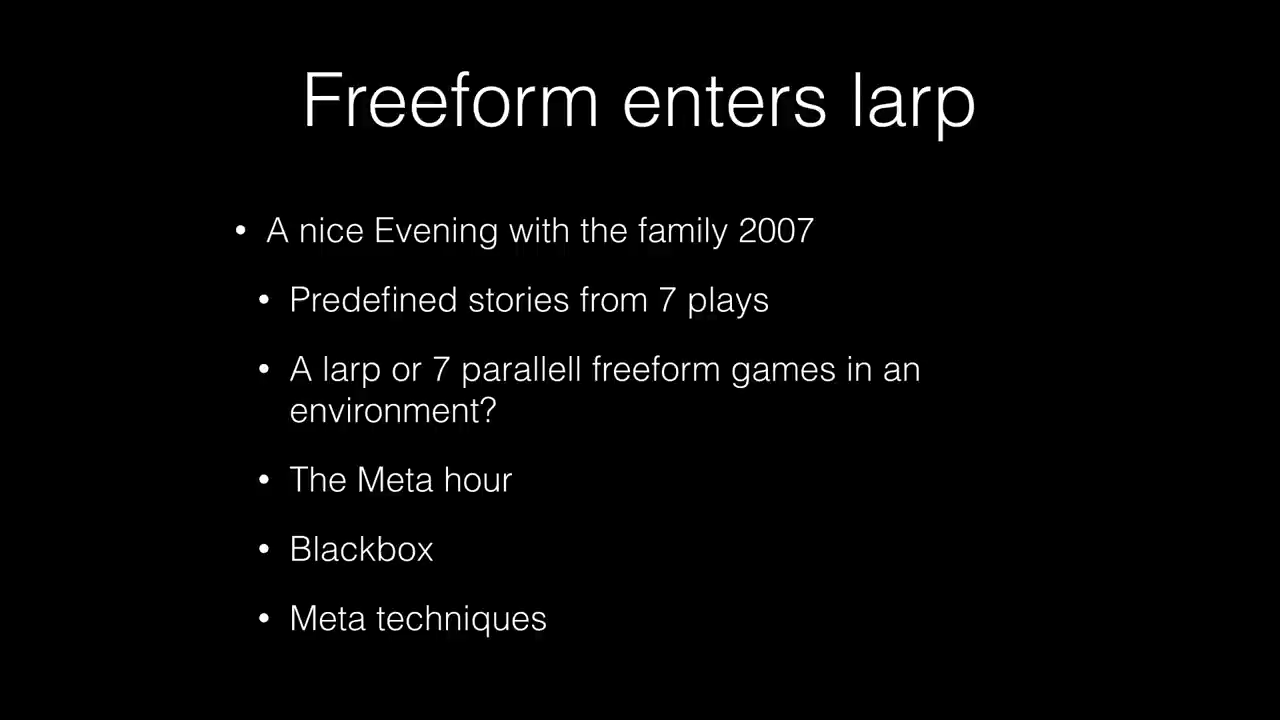 Freeform enters larp
• A nice Evening with the family 2007
• Predefined stories from 7 plays
• A larp or 7 parallell freeform games in an
environment?
• The Meta hour
• Blackbox
• Meta techniques